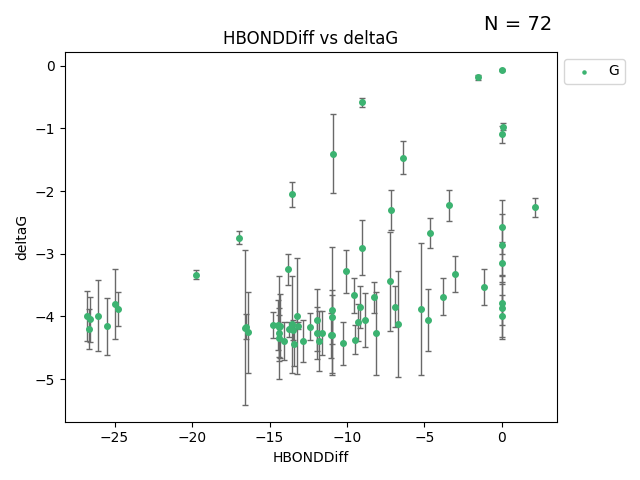 N = 72
HBONDDiff vs deltaG
G
deltaG
0
−1
−2
−3
−4
−5
−25 −20 −15 −10 −5 0
HBONDDiff